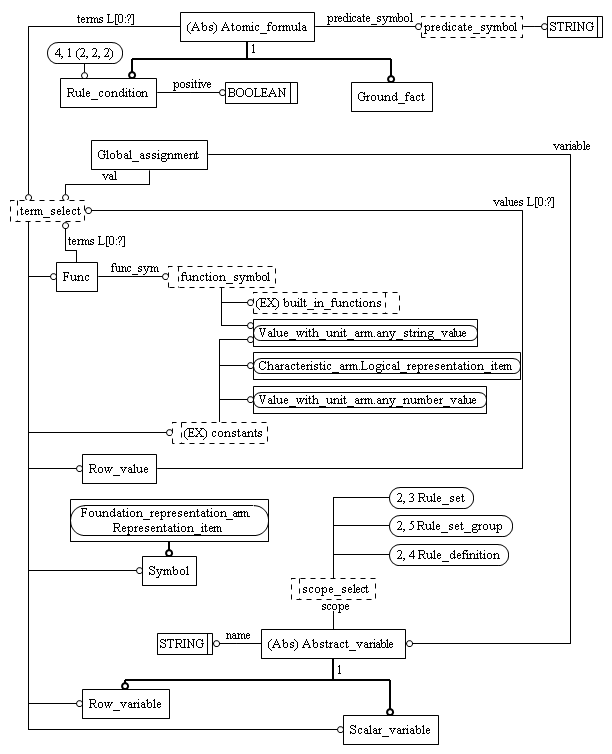 terms L[0:?]
(Abs) Atomic_formula
predicate_symbol
predicate_symbol
STRING
1
4, 1 (2, 2, 2)
Rule_condition
positive
BOOLEAN
Ground_fact
Global_assignment
variable
val
term_select
values L[0:?]
terms L[0:?]
Func
func_sym
function_symbol
(EX) built_in_functions
Value_with_unit_arm.any_string_value
Characteristic_arm.Logical_representation_item
Value_with_unit_arm.any_number_value
(EX) constants
Row_value
Foundation_representation_arm
Representation_item
Symbol
2, 3 Rule_set
2, 5 Rule_set_group
2, 4 Rule_definition
scope_select
scope
STRING
name
(Abs) Abstract_variable
1
Row_variable
Scalar_variable